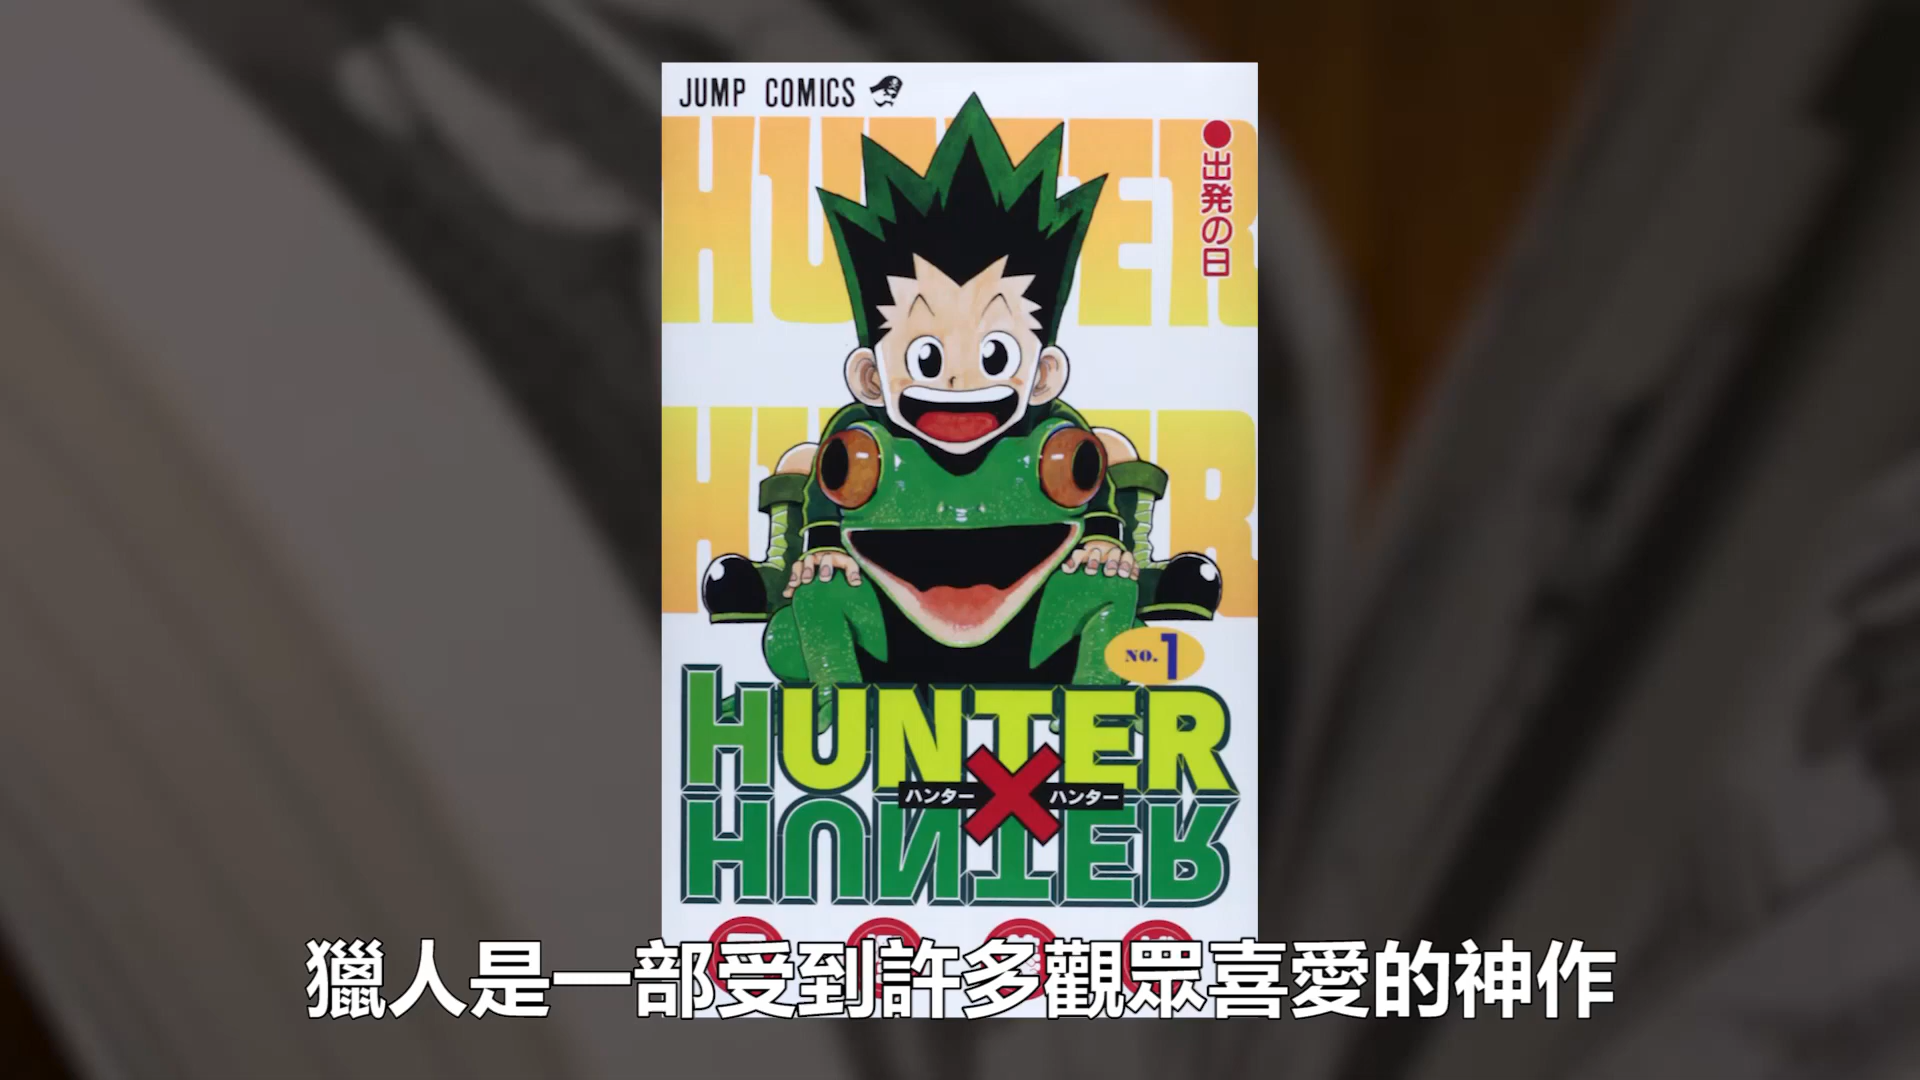 JUMP COMICS
HUNTER
HUNTER
●出発の日
NO.1
HUNTER
ハンター×ハンター
HUNTER
獵人是一部受到許多觀眾喜愛的神作